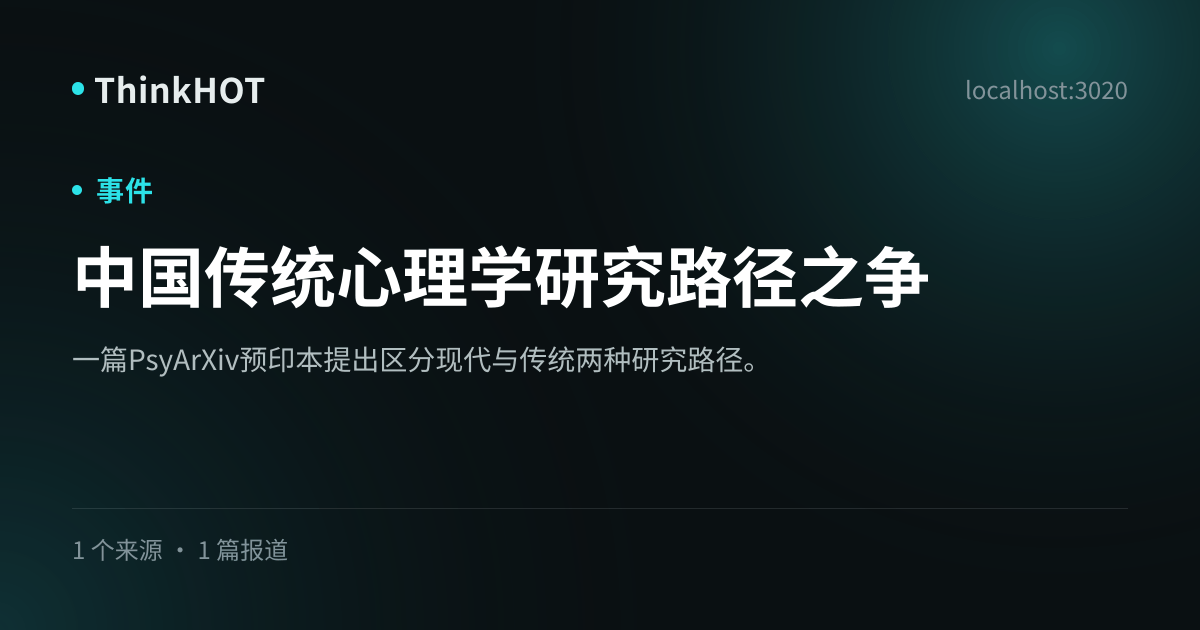 ThinkHOT
localhost:3020
事件
中国传统心理学研究路径之争
一篇PsyArXiv预印本提出区分现代与传统两种研究路径。
1 个来源 · 1 篇报道